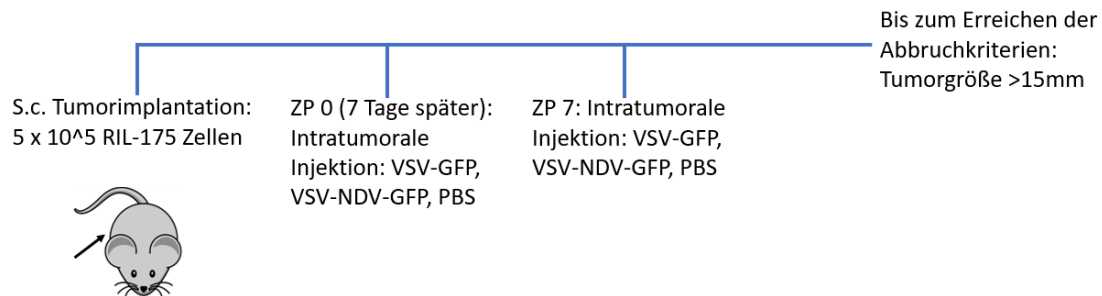 Bis zum Erreichen der
Abbruchkriterien:
Tumorgröße >15mm
S.c. Tumorimplantation:
5 x 10^5 RIL-175 Zellen
ZP 0 (7 Tage später):
Intratumorale
Injektion: VSV-GFP,
VSV-NDV-GFP, PBS
ZP 7: Intratumorale
Injektion: VSV-GFP,
VSV-NDV-GFP, PBS